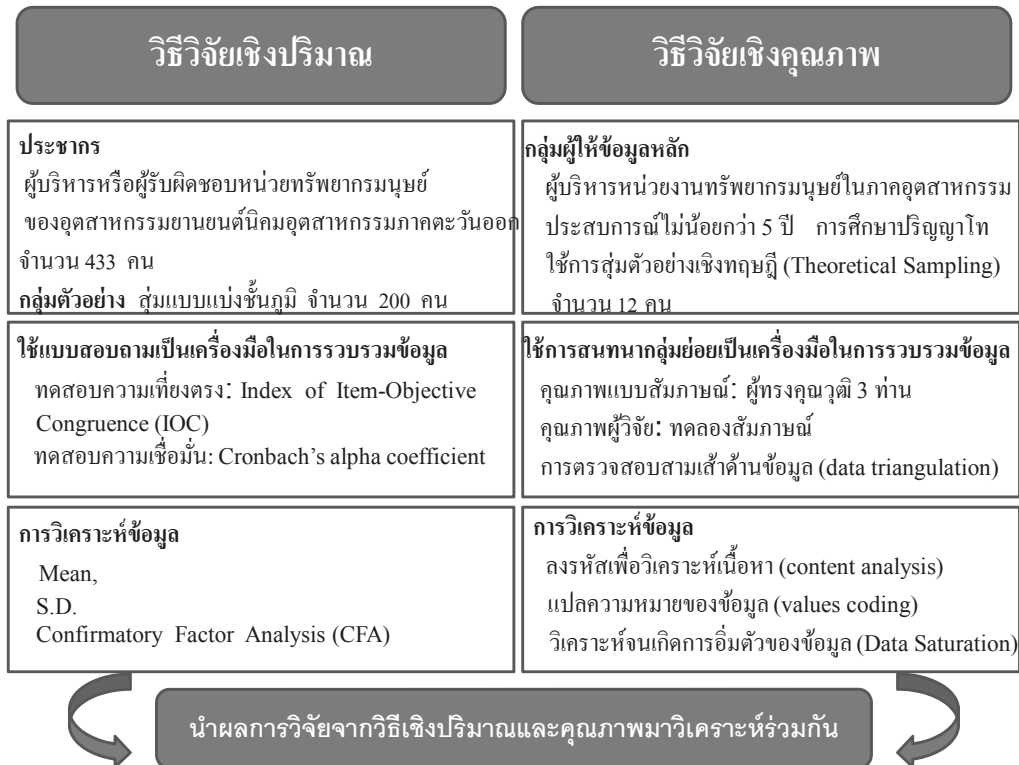 วิธีวิจัยเชิงปริมาณ
ประชากร
ผู้บริหารหรือผู้รับผิดชอบหน่วยทรัพยากรมนุษย์
ของอุตสาหกรรมยานยนต์นิคมอุตสาหกรรมภาคตะวันออก
จำนวน 433 คน
กลุ่มตัวอย่าง สุ่มแบบแบ่งชั้นภูมิ จำนวน 200 คน
ใช้แบบสอบถามเป็นเครื่องมือในการรวบรวมข้อมูล
ทดสอบความเที่ยงตรง: Index of Item-Objective
Congruence (IOC)
ทดสอบความเชื่อมั่น: Cronbach’s alpha coefficient
การวิเคราะห์ข้อมูล
Mean,
S.D.
Confirmatory Factor Analysis (CFA)
วิธีวิจัยเชิงคุณภาพ
กลุ่มผู้ให้ข้อมูลหลัก
ผู้บริหารหน่วยงานทรัพยากรมนุษย์ในภาคอุตสาหกรรม
ประสบการณ์ไม่น้อยกว่า 5 ปี การศึกษาปริญญาโท
ใช้การสุ่มตัวอย่างเชิงทฤษฎี (Theoretical Sampling)
จำนวน 12 คน
ใช้การสนทนากลุ่มย่อยเป็นเครื่องมือในการรวบรวมข้อมูล
คุณภาพแบบสัมภาษณ์: ผู้ทรงคุณวุฒิ 3 ท่าน
คุณภาพผู้วิจัย: ทดลองสัมภาษณ์
การตรวจสอบสามเส้าด้านข้อมูล (data triangulation)
การวิเคราะห์ข้อมูล
ลงรหัสเพื่อวิเคราะห์เนื้อหา (content analysis)
แปลความหมายของข้อมูล (values coding)
วิเคราะห์จนเกิดการอิ่มตัวของข้อมูล (Data Saturation)
นำผลการวิจัยจากวิธีเชิงปริมาณและคุณภาพมาวิเคราะห์ร่วมกัน